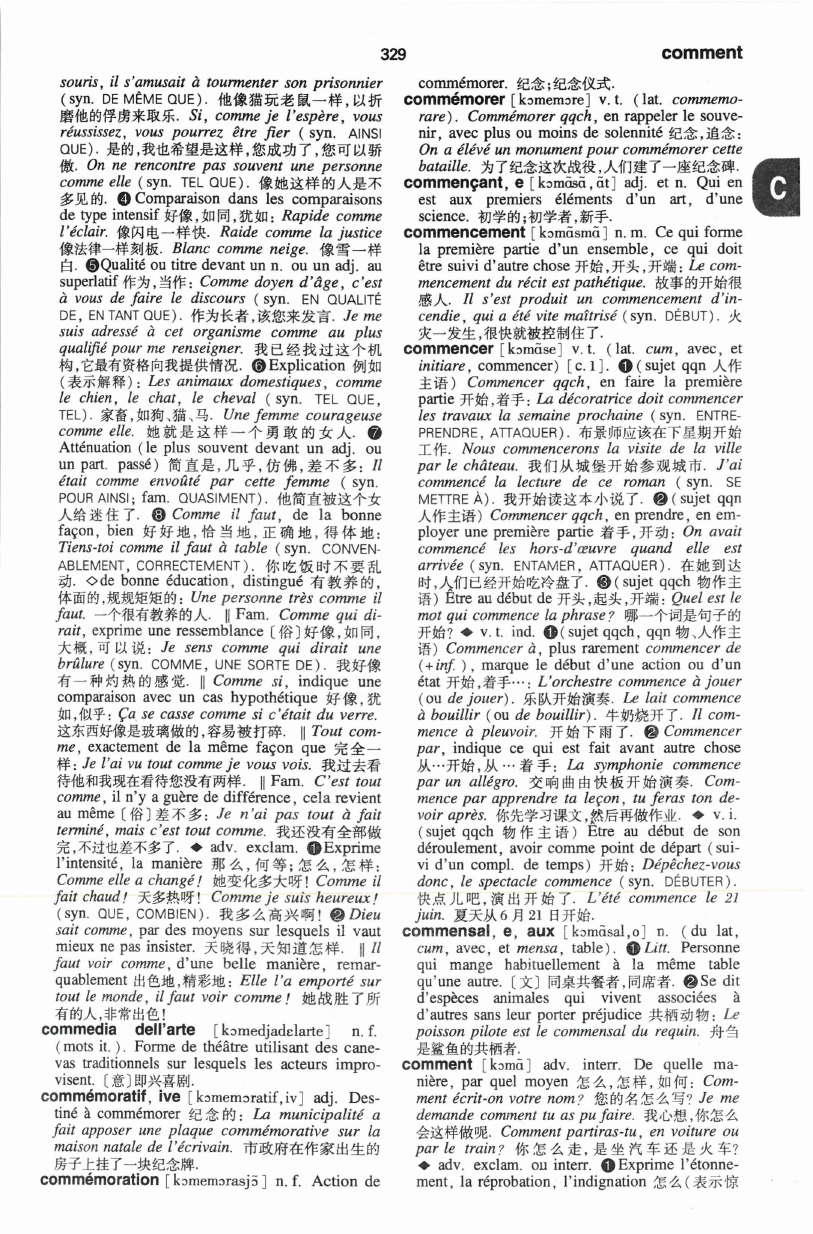 329
comment
souris, il s'amusait à tourmenter son prisonnier
(syn. DE MÊME QUE). 他像猫玩老鼠一样,以折
磨他的俘虏来取乐. Si, comme je l'espère, vous
réussissez, vous pourrez être fier (syn. AINSI
QUE). 是的,我也希望是这样,您成功了,您可以骄
傲. On ne rencontre pas souvent une personne
comme elle (syn. TEL QUE). 像她这样的人是不
多见的. ❹ Comparaison dans les comparaisons
de type intensif 好像,如同,犹如: Rapide comme
l'éclair. 像闪电一样快. Raide comme la justice
像法律一样刻板. Blanc comme neige. 像雪一样
白. ❺Qualité ou titre devant un n. ou un adj. au
superlatif 作为,当作: Comme doyen d'âge, c'est
à vous de faire le discours (syn. EN QUALITÉ
DE, EN TANT QUE). 作为长者,该您来发言. Je me
suis adressé à cet organisme comme au plus
qualifié pour me renseigner. 我已经找过这个机
构,它最有资格向我提供情况. ❻Explication 例如
(表示解释): Les animaux domestiques, comme
le chien, le chat, le cheval (syn. TEL QUE,
TEL). 家畜,如狗、猫、马. Une femme courageuse
comme elle. 她就是这样一个勇敢的女人. ❼
Atténuation (le plus souvent devant un adj. ou
un part. passé) 简直是,几乎,仿佛,差不多: Il
était comme envoûté par cette femme (syn.
POUR AINSI; fam. QUASIMENT). 他简直被这个女
人给迷住了. ❽ Comme il faut, de la bonne
façon, bien 好好地,恰当地,正确地,得体地:
Tiens-toi comme il faut à table (syn. CONVEN-
ABLEMENT, CORRECTEMENT). 你吃饭时不要乱
动. ◇de bonne éducation, distingué 有教养的,
体面的,规规矩矩的: Une personne très comme il
faut. 一个很有教养的人. ‖ Fam. Comme qui di-
rait, exprime une ressemblance〔俗〕好像,如同,
大概,可以说: Je sens comme qui dirait une
brûlure (syn. COMME, UNE SORTE DE). 我好像
有一种灼热的感觉. ‖ Comme si, indique une
comparaison avec un cas hypothétique 好像,犹
如,似乎: Ça se casse comme si c'était du verre.
这东西好像是玻璃做的,容易被打碎. ‖ Tout com-
me, exactement de la même façon que 完全一
样: Je l'ai vu tout comme je vous vois. 我过去看
待他和我现在看待您没有两样. ‖ Fam. C'est tout
comme, il n'y a guère de différence, cela revient
au même〔俗〕差不多: Je n'ai pas tout à fait
terminé, mais c'est tout comme. 我还没有全部做
完,不过也差不多了. ◆ adv. exclam. ❶Exprime
l'intensité, la manière 那么,何等;怎么,怎样:
Comme elle a changé! 她变化多大呀! Comme il
fait chaud! 天多热呀! Comme je suis heureux!
(syn. QUE, COMBIEN). 我多么高兴啊! ❷ Dieu
sait comme, par des moyens sur lesquels il vaut
mieux ne pas insister. 天晓得,天知道怎样. ‖ Il
faut voir comme, d'une belle manière, remar-
quablement 出色地,精彩地: Elle l'a emporté sur
tout le monde, il faut voir comme! 她战胜了所
有的人,非常出色!
commedia dell'arte [kɔmedjadɛlarte] n. f.
(mots it.). Forme de théâtre utilisant des cane-
vas traditionnels sur lesquels les acteurs impro-
visent.〔意〕即兴喜剧.
commémoratif, ive [kɔmemɔratif,iv] adj. Des-
tiné à commémorer 纪念的: La municipalité a
fait apposer une plaque commémorative sur la
maison natale de l'écrivain. 市政府在作家出生的
房子上挂了一块纪念牌.
commémoration [kɔmemɔrasjɔ̃] n. f. Action de
commémorer. 纪念;纪念仪式.
commémorer [kɔmemɔre] v. t. (lat. commemo-
rare). Commémorer qqch, en rappeler le souve-
nir, avec plus ou moins de solennité 纪念,追念:
On a élévé un monument pour commémorer cette
bataille. 为了纪念这次战役,人们建了一座纪念碑.
commençant, e [kɔmɑ̃sɑ̃,ɑ̃t] adj. et n. Qui en
est aux premiers éléments d'un art, d'une
science. 初学的;初学者,新手.
commencement [kɔmɑ̃smɑ̃] n. m. Ce qui forme
la première partie d'un ensemble, ce qui doit
être suivi d'autre chose 开始,开头,开端: Le com-
mencement du récit est pathétique. 故事的开始很
感人. Il s'est produit un commencement d'in-
cendie, qui a été vite maîtrisé (syn. DÉBUT). 火
灾一发生,很快就被控制住了.
commencer [kɔmɑ̃se] v. t. (lat. cum, avec, et
initiare, commencer) [c. 1]. ❶(sujet qqn 人作
主语) Commencer qqch, en faire la première
partie 开始,着手: La décoratrice doit commencer
les travaux la semaine prochaine (syn. ENTRE-
PRENDRE, ATTAQUER). 布景师应该在下星期开始
工作. Nous commencerons la visite de la ville
par le château. 我们从城堡开始参观城市. J'ai
commencé la lecture de ce roman (syn. SE
METTRE À). 我开始读这本小说了. ❷(sujet qqn
人作主语) Commencer qqch, en prendre, en em-
ployer une première partie 着手,开动: On avait
commencé les hors-d'œuvre quand elle est
arrivée (syn. ENTAMER, ATTAQUER). 在她到达
时,人们已经开始吃冷盘了. ❸(sujet qqch 物作主
语) Être au début de 开头,起头,开端: Quel est le
mot qui commence la phrase? 哪一个词是句子的
开始? ◆ v. t. ind. ❶(sujet qqch, qqn 物、人作主
语) Commencer à, plus rarement commencer de
(+inf.), marque le début d'une action ou d'un
état 开始,着手…: L'orchestre commence à jouer
(ou de jouer). 乐队开始演奏. Le lait commence
à bouillir (ou de bouillir). 牛奶烧开了. Il com-
mence à pleuvoir. 开始下雨了. ❷ Commencer
par, indique ce qui est fait avant autre chose
从…开始,从…着手: La symphonie commence
par un allégro. 交响曲由快板开始演奏. Com-
mence par apprendre ta leçon, tu feras ton de-
voir après. 你先学习课文,然后再做作业. ◆ v. i.
(sujet qqch 物作主语) Être au début de son
déroulement, avoir comme point de départ (sui-
vi d'un compl. de temps) 开始: Dépêchez-vous
donc, le spectacle commence (syn. DÉBUTER).
快点儿吧,演出开始了. L'été commence le 21
juin. 夏天从6月21日开始.
commensal, e, aux [kɔmɑ̃sal,o] n. (du lat,
cum, avec, et mensa, table). ❶Litt. Personne
qui mange habituellement à la même table
qu'une autre.〔文〕同桌共餐者,同席者. ❷Se dit
d'espèces animales qui vivent associées à
d'autres sans leur porter préjudice 共栖动物: Le
poisson pilote est le commensal du requin. 舟鱼
是鲨鱼的共栖者.
comment [kɔmɑ̃] adv. interr. De quelle ma-
nière, par quel moyen 怎么,怎样,如何: Com-
ment écrit-on votre nom? 您的名怎么写? Je me
demande comment tu as pu faire. 我心想,你怎么
会这样做呢. Comment partiras-tu, en voiture ou
par le train? 你怎么走,是坐汽车还是火车?
◆ adv. exclam. ou interr. ❶Exprime l'étonne-
ment, la réprobation, l'indignation 怎么(表示惊
C